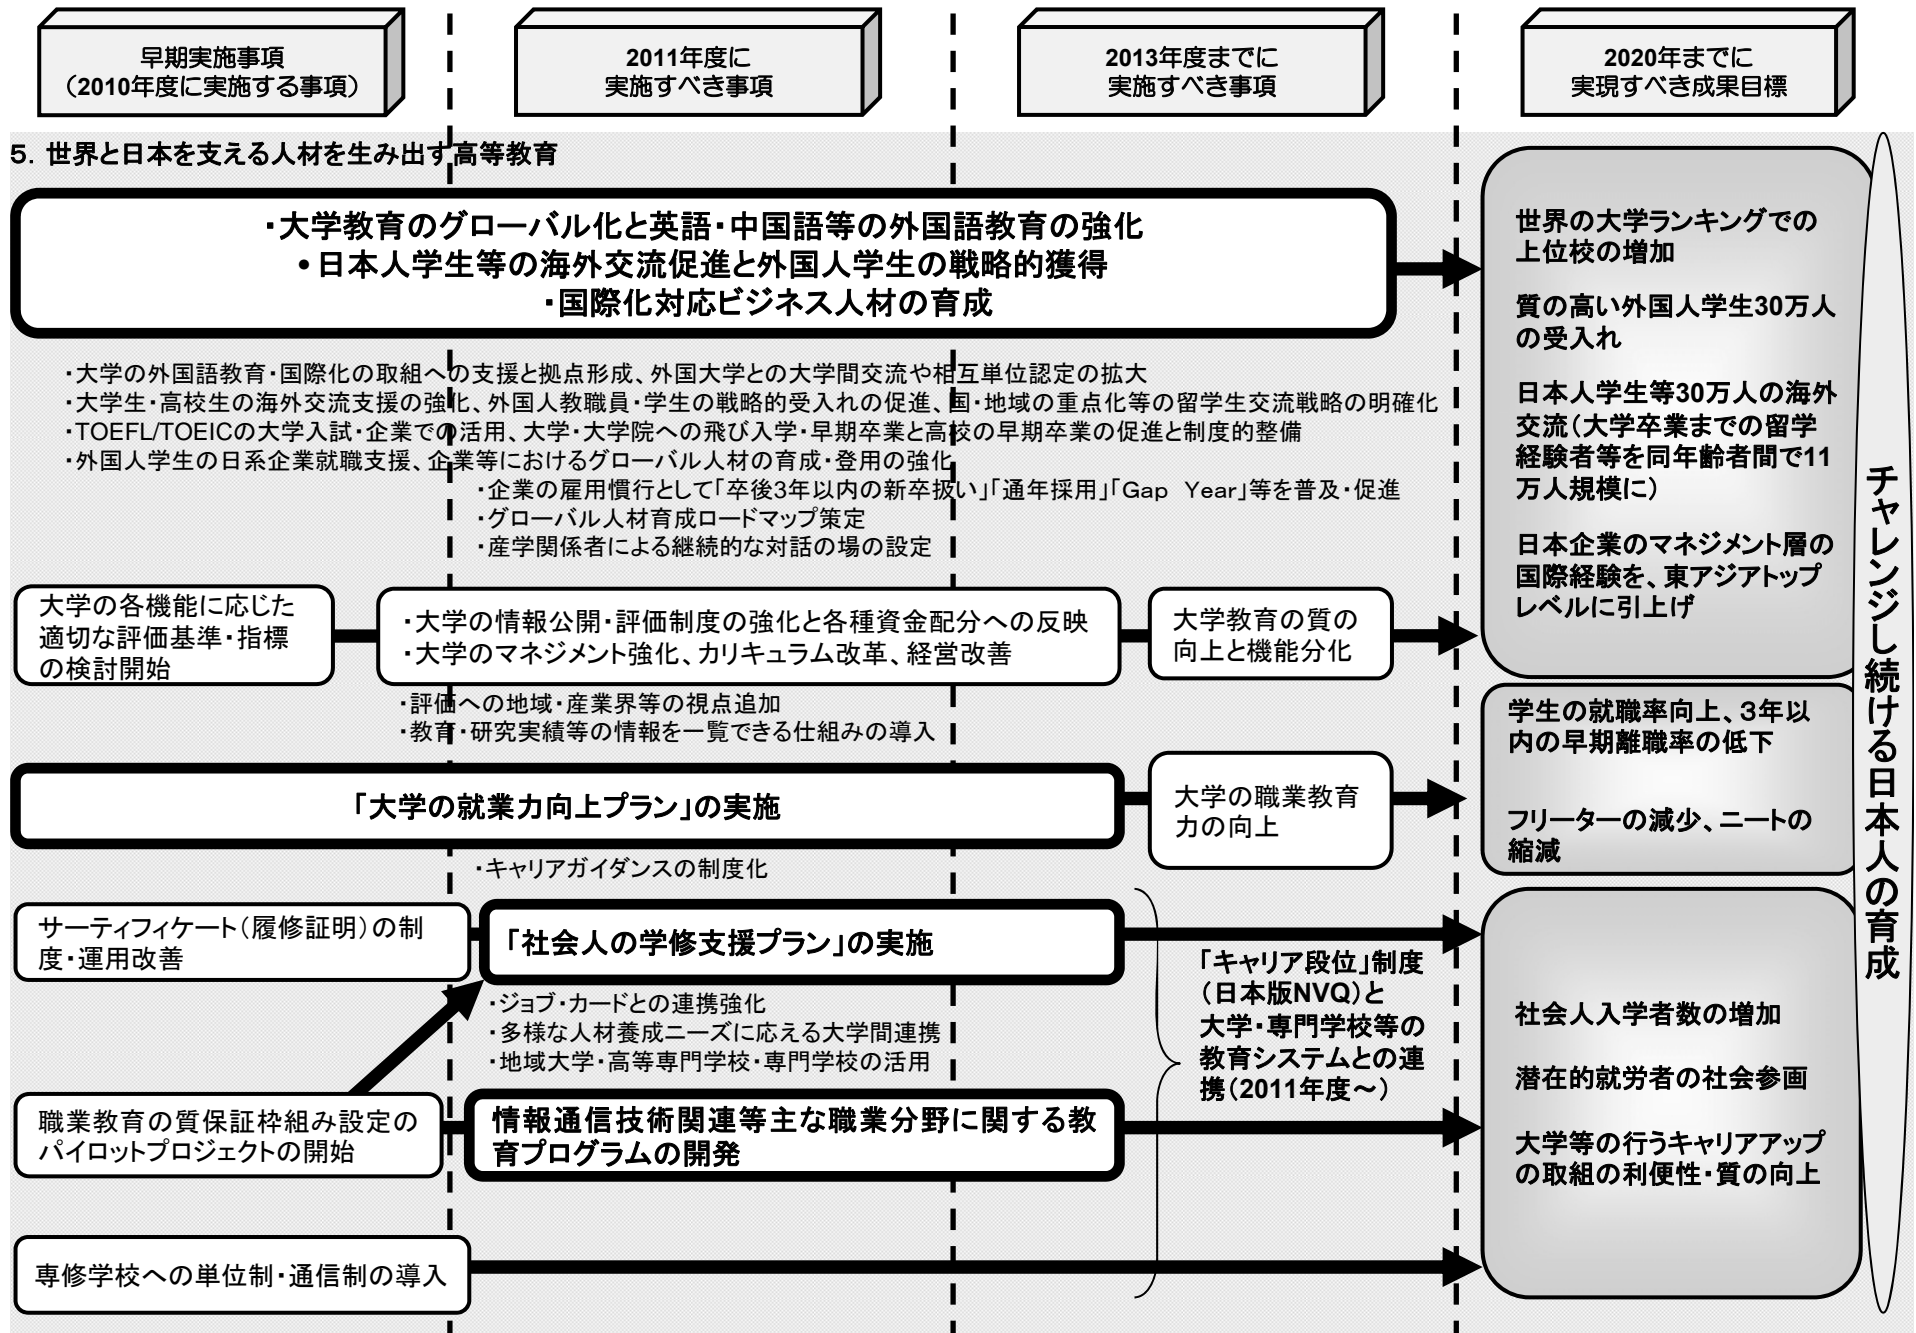 早期実施事項
（2010年度に実施する事項）
2011年度に
実施すべき事項
2013年度までに
実施すべき事項
2020年までに
実現すべき成果目標
５．世界と日本を支える人材を生み出す高等教育
・大学教育のグローバル化と英語・中国語等の外国語教育の強化
•日本人学生等の海外交流促進と外国人学生の戦略的獲得
・国際化対応ビジネス人材の育成
・大学の外国語教育・国際化の取組への支援と拠点形成、外国大学との大学間交流や相互単位認定の拡大
・大学生・高校生の海外交流支援の強化、外国人教職員・学生の戦略的受入れの促進、国・地域の重点化等の留学生交流戦略の明確化
・TOEFL/TOEICの大学入試・企業での活用、大学・大学院への飛び入学・早期卒業と高校の早期卒業の促進と制度的整備
・外国人学生の日系企業就職支援、企業等におけるグローバル人材の育成・登用の強化
・企業の雇用慣行として「卒後3年以内の新卒扱い」「通年採用」「Gap Year」等を普及・促進
・グローバル人材育成ロードマップ策定
・産学関係者による継続的な対話の場の設定
世界の大学ランキングでの
上位校の増加
質の高い外国人学生30万人
の受入れ
日本人学生等30万人の海外
交流（大学卒業までの留学
経験者等を同年齢者間で11
万人規模に）
日本企業のマネジメント層の
国際経験を、東アジアトップ
レベルに引上げ
大学の各機能に応じた
適切な評価基準・指標
の検討開始
・大学の情報公開・評価制度の強化と各種資金配分への反映
・大学のマネジメント強化、カリキュラム改革、経営改善
大学教育の質の
向上と機能分化
・評価への地域・産業界等の視点追加
・教育・研究実績等の情報を一覧できる仕組みの導入
「大学の就業力向上プラン」の実施
大学の職業教育
力の向上
・キャリアガイダンスの制度化
学生の就職率向上、３年以
内の早期離職率の低下
フリーターの減少、ニートの
縮減
サーティフィケート（履修証明）の制
度・運用改善
「社会人の学修支援プラン」の実施
・ジョブ・カードとの連携強化
・多様な人材養成ニーズに応える大学間連携
・地域大学・高等専門学校・専門学校の活用
職業教育の質保証枠組み設定の
パイロットプロジェクトの開始
情報通信技術関連等主な職業分野に関する教
育プログラムの開発
「キャリア段位」制度
（日本版NVQ）と
大学・専門学校等の
教育システムとの連
携（2011年度～）
専修学校への単位制・通信制の導入
社会人入学者数の増加
潜在的就労者の社会参画
大学等の行うキャリアアップ
の取組の利便性・質の向上
チャレンジし続ける日本人の育成